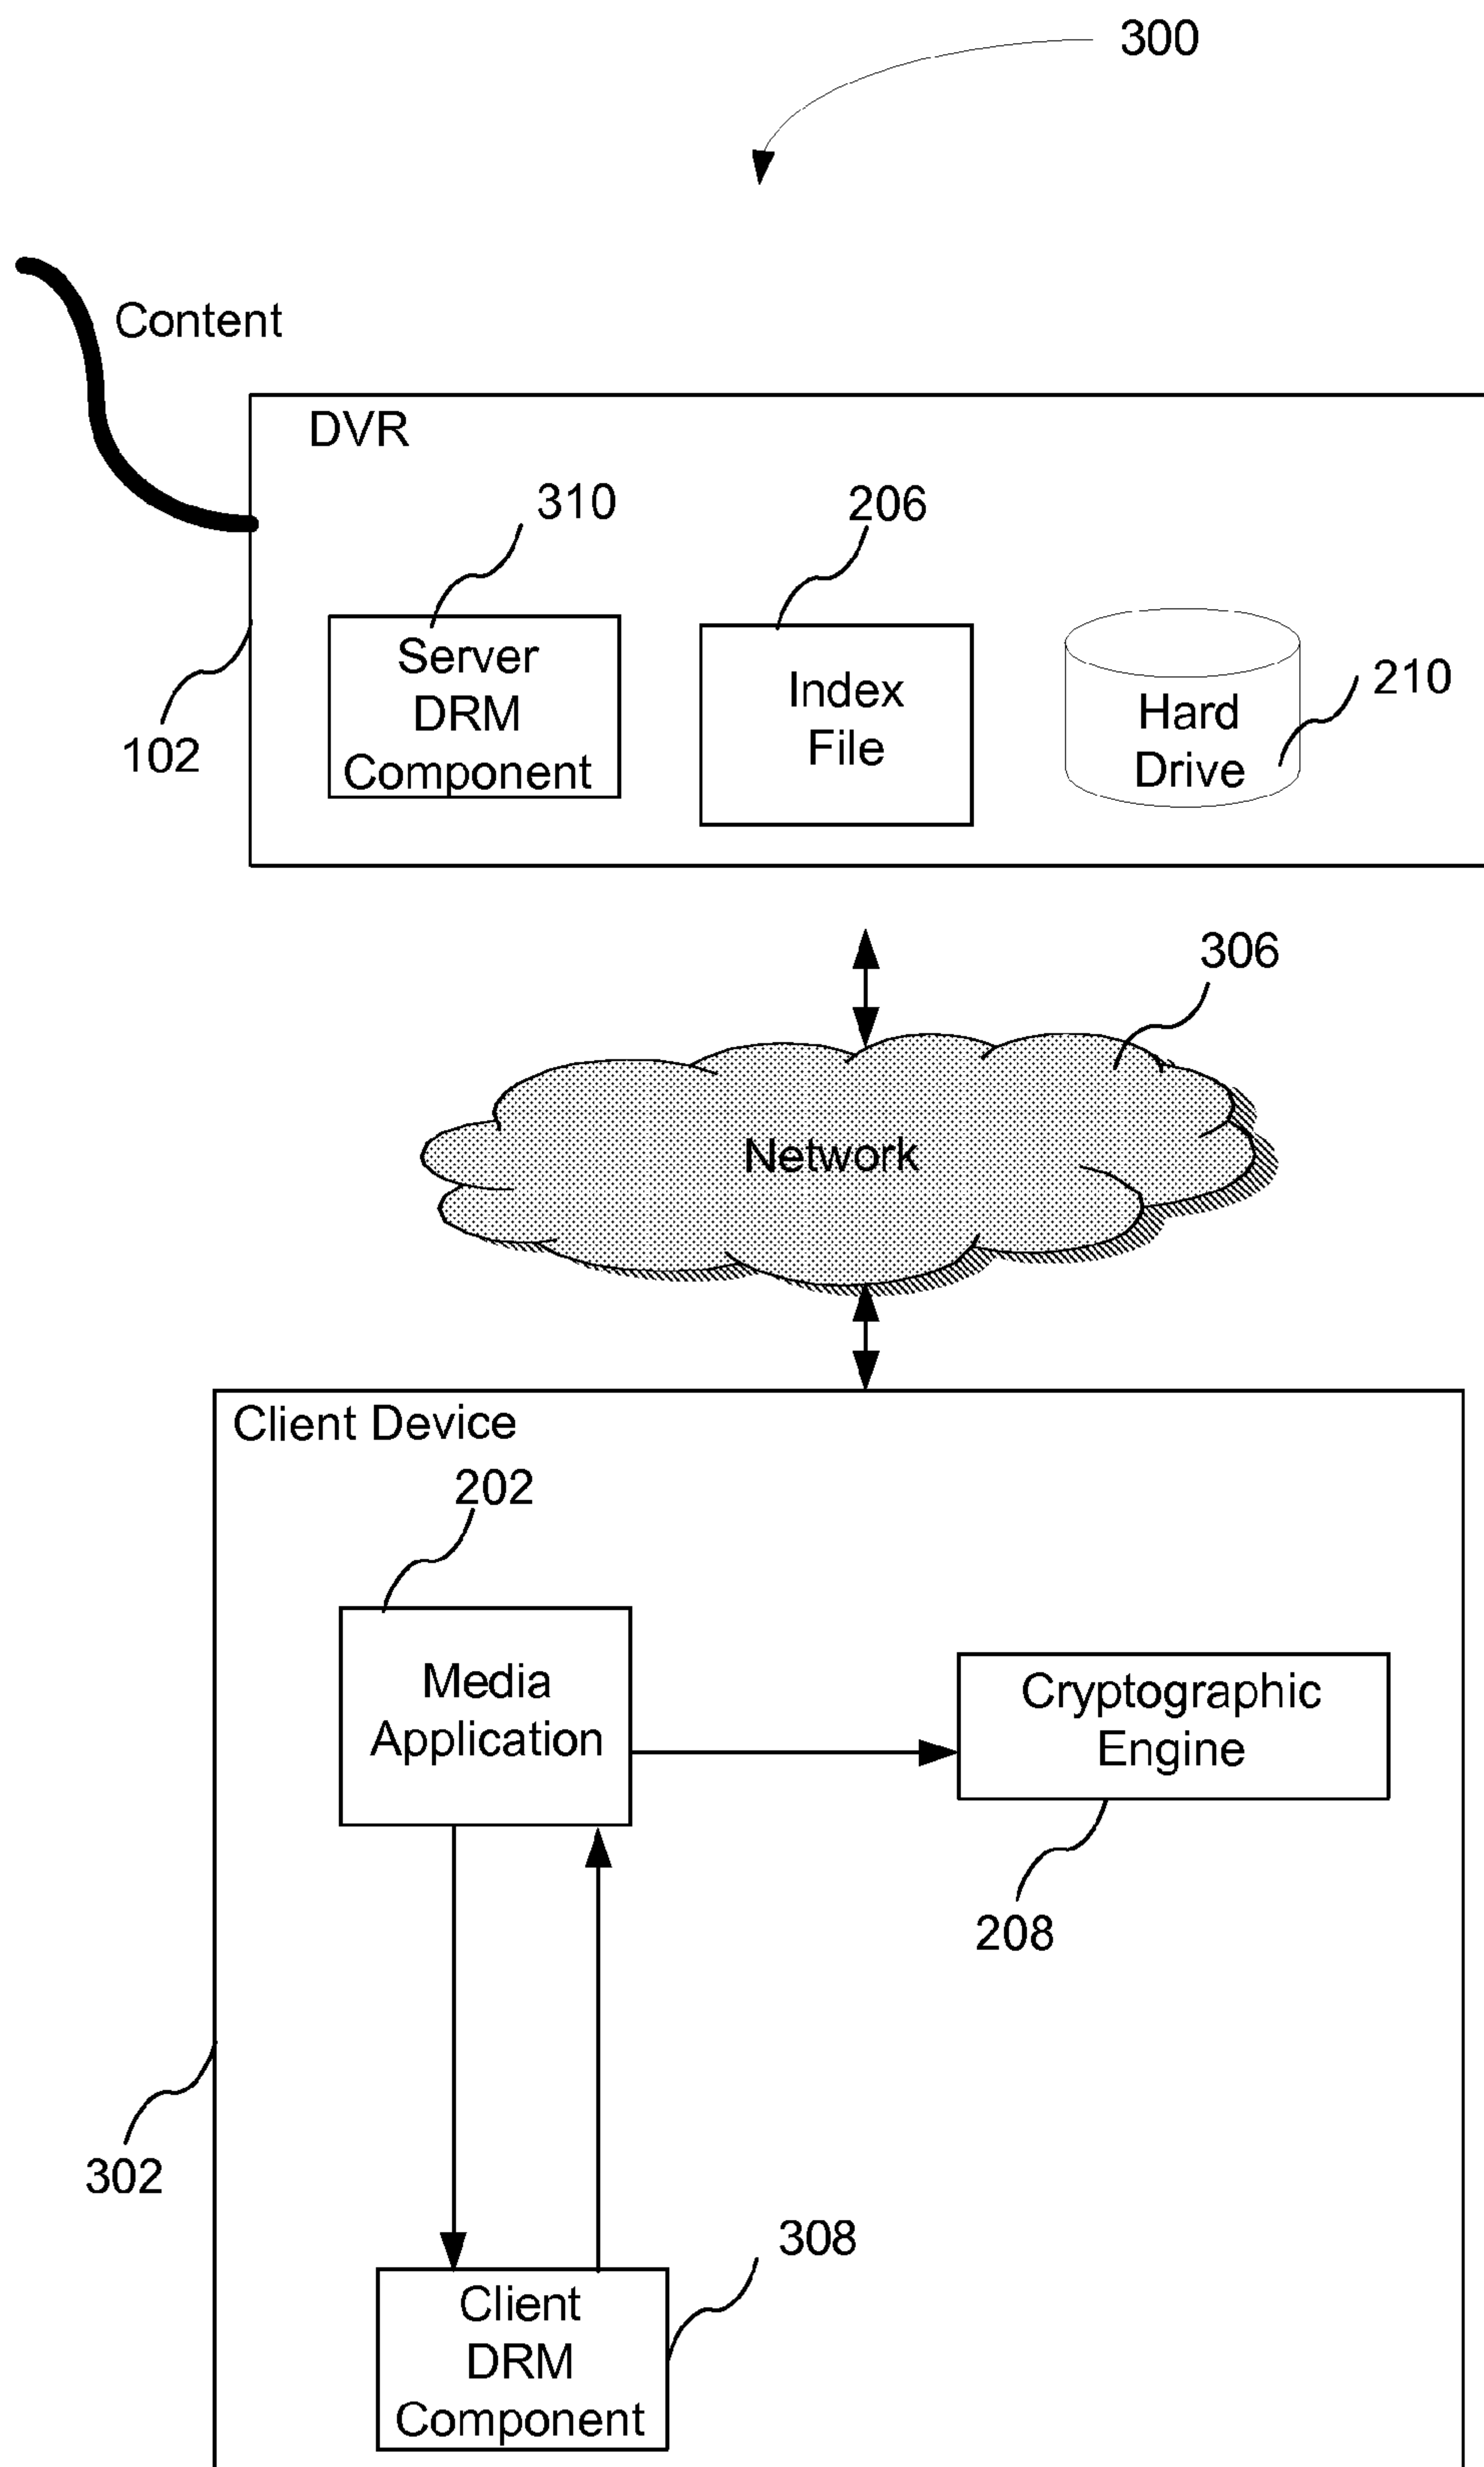 300
Content
DVR
310
206
Server
DRM
Component
Index
File
Hard
Drive
210
102
306
Network
Client Device
202
Media
Application
Cryptographic
Engine
208
302
308
Client
DRM
Component